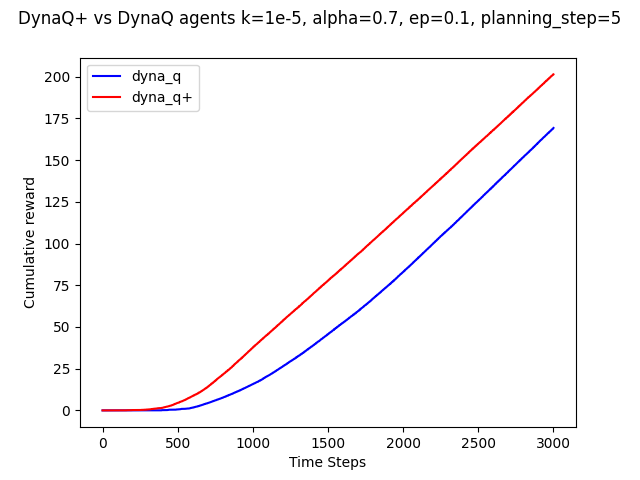 DynaQ+ vs DynaQ agents k=1e-5, alpha=0.7, ep=0.1, planning_step=5
dyna_q
dyna_q+
Cumulative reward
200
175
150
125
100
75
50
25
0
0 500 1000 1500 2000 2500 3000
Time Steps